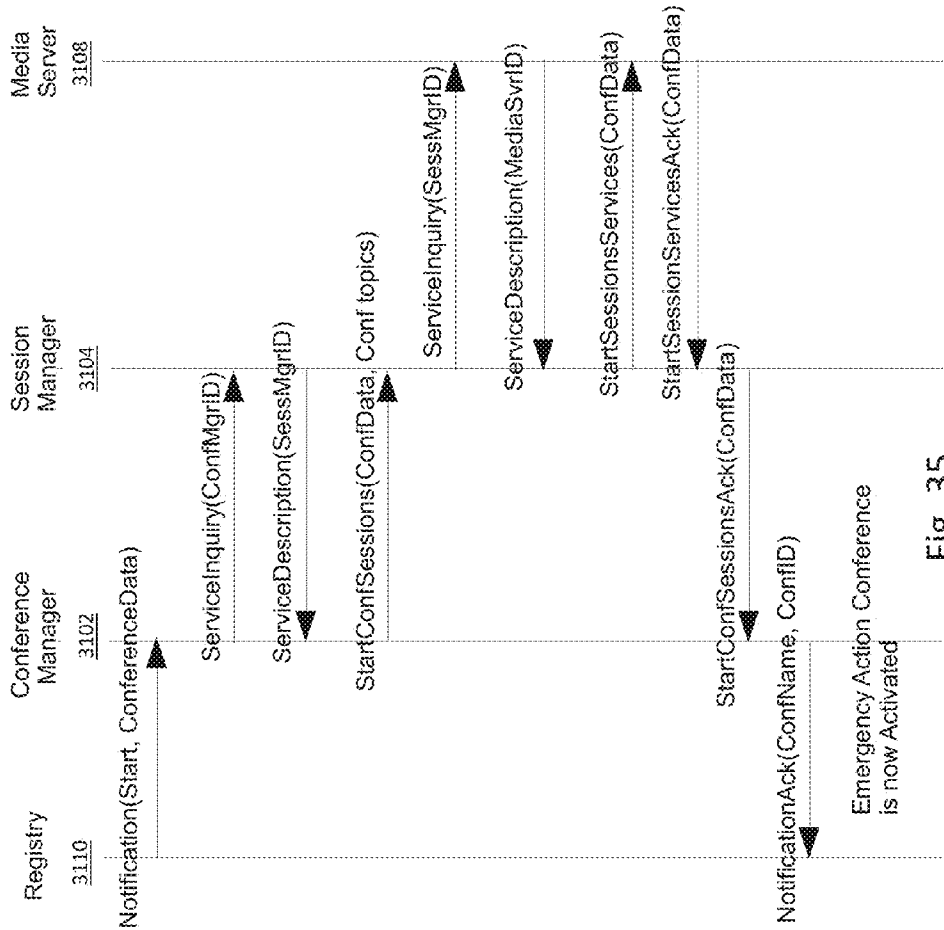 Registry
3110
Conference
Manager
3102
Session
Manager
3104
Media
Server
3108
Notification(Start, ConferenceData)
ServiceInquiry(ConfMgrID)
ServiceDescription(SessMgrID)
StartConfSessions(ConfData, Conf topics)
ServiceInquiry(SessMgrID)
ServiceDescription(MediaSvrID)
StartSessionsServices(ConfData)
StartSessionServicesAck(ConfData)
StartConfSessionsAck(ConfData)
NotificationAck(ConfName, ConfID)
Emergency Action Conference
is now Activated
Fig. 35